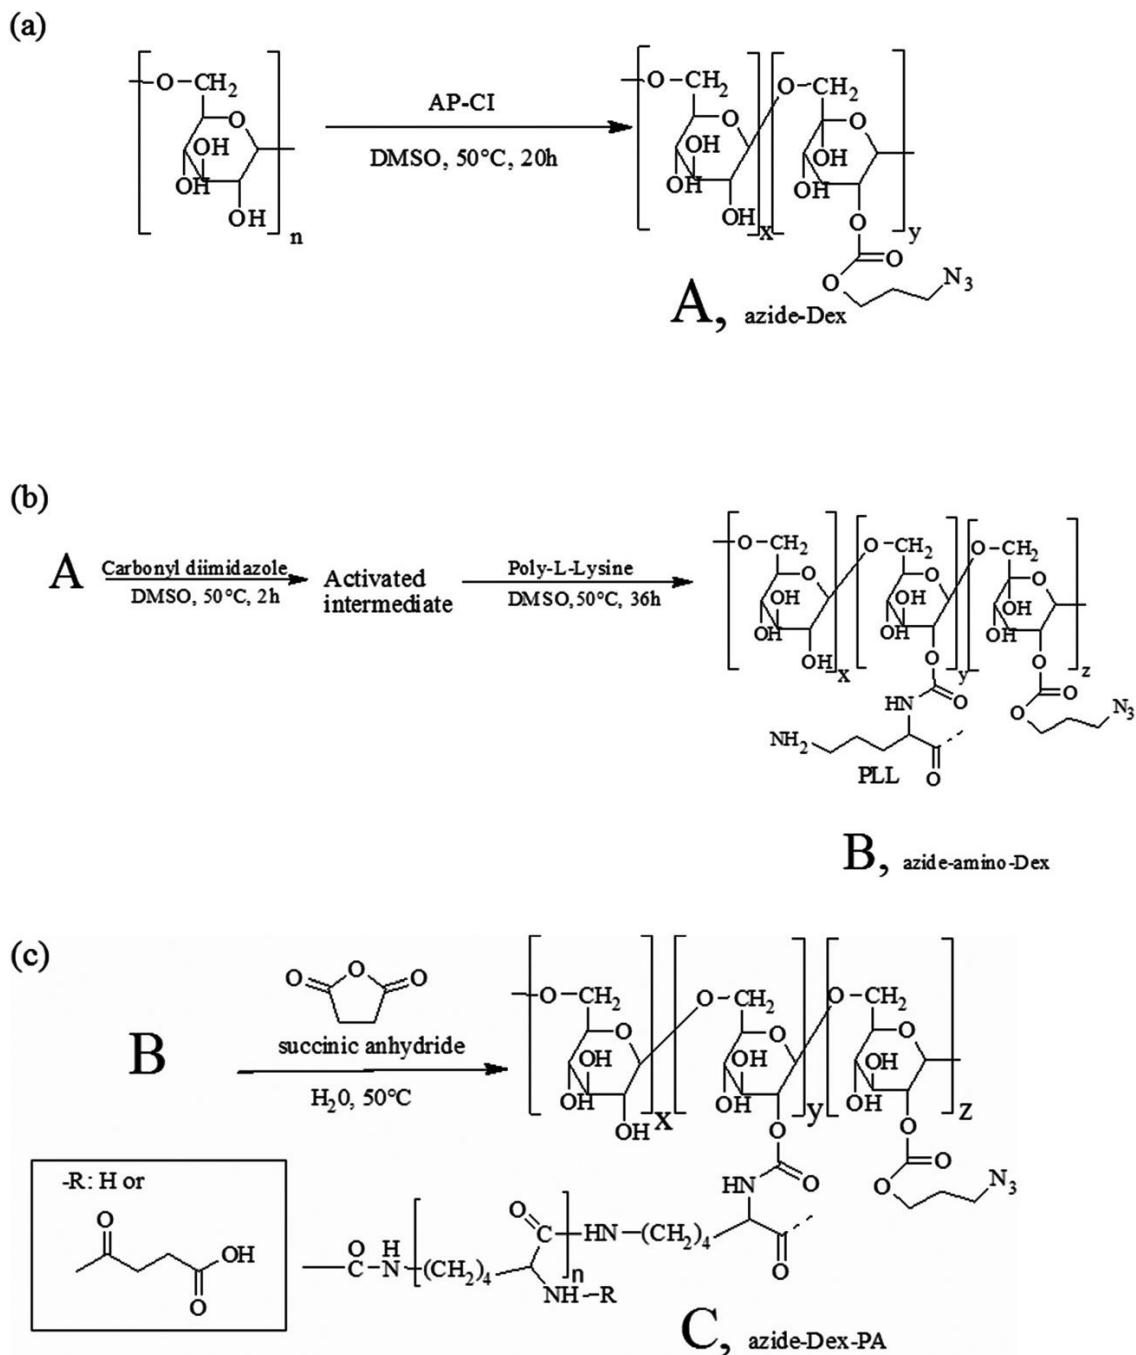 (a)
O-CH2 O OH OH OH n
AP-CI
DMSO, 50°C, 20h
O-CH2 O OH OH OH x O-CH2 O OH OH y
O O O N3
A, azide-Dex
(b)
A
Carbonyl diimidazole
DMSO, 50°C, 2h
Activated
intermediate
Poly-L-Lysine
DMSO,50°C, 36h
O-CH2 O OH OH OH x O-CH2 O OH OH y O-CH2 O OH OH z
O HN O O O O N3
NH2 O
PLL
B, azide-amino-Dex
(c)
B
O O O
succinic anhydride
H20, 50°C
O-CH2 O OH OH OH x O-CH2 O OH OH y O-CH2 O OH OH z
O HN O O O O N3
-R: H or
O OH O
O C H N (CH2)4 O n NH-R HN-(CH2)4 O
C, azide-Dex-PA